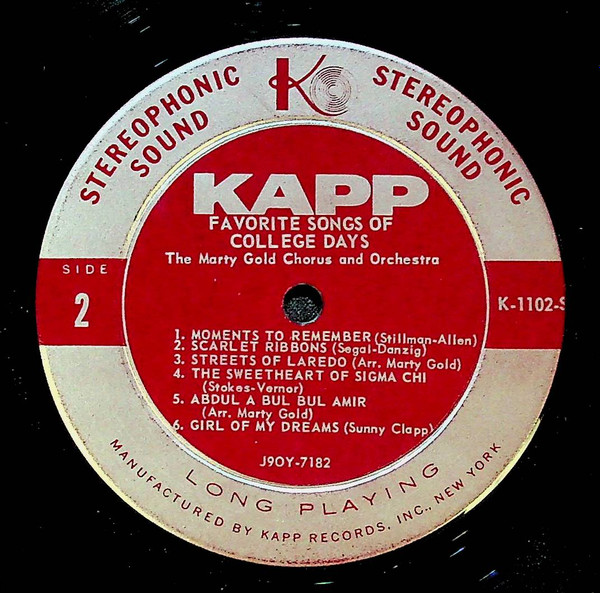 STEREOPHONIC SOUND
K
STEREOPHONIC SOUND
KAPP
FAVORITE SONGS OF
COLLEGE DAYS
The Marty Gold Chorus and Orchestra
SIDE
2
K-1102-S
1. MOMENTS TO REMEMBER (Stillman-Allen)
2. SCARLET RIBBONS (Segal-Danzig)
3. STREETS OF LAREDO (Arr. Marty Gold)
4. THE SWEETHEART OF SIGMA CHI
(Stokes-Vernor)
5. ABDUL A BUL BUL AMIR
(Arr. Marty Gold)
6. GIRL OF MY DREAMS (Sunny Clapp)
J9OY-7182
LONG PLAYING
MANUFACTURED BY KAPP RECORDS, INC., NEW YORK